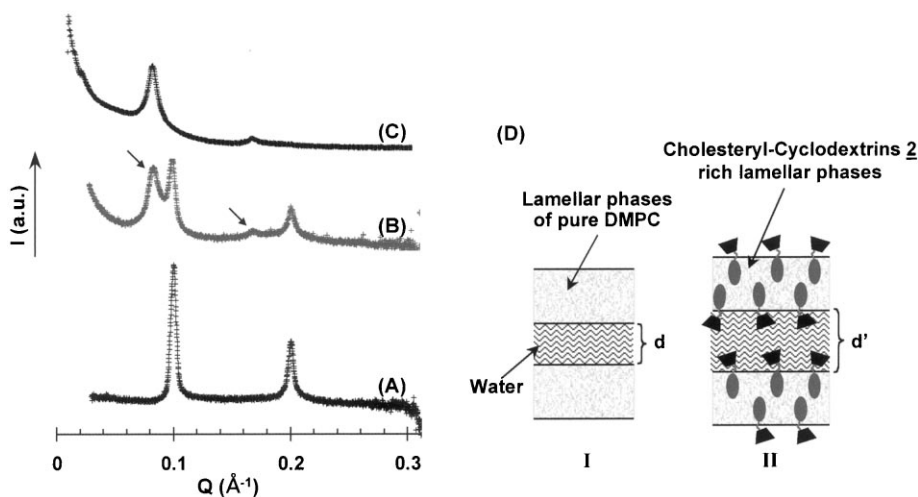 (C)
(B)
(A)
I (a.u.)
0
0.1
0.2
0.3
Q (Å⁻¹)
(D)
Lamellar phases
of pure DMPC
Water
d
I
Cholesteryl-Cyclodextrins 2
rich lamellar phases
d'
II